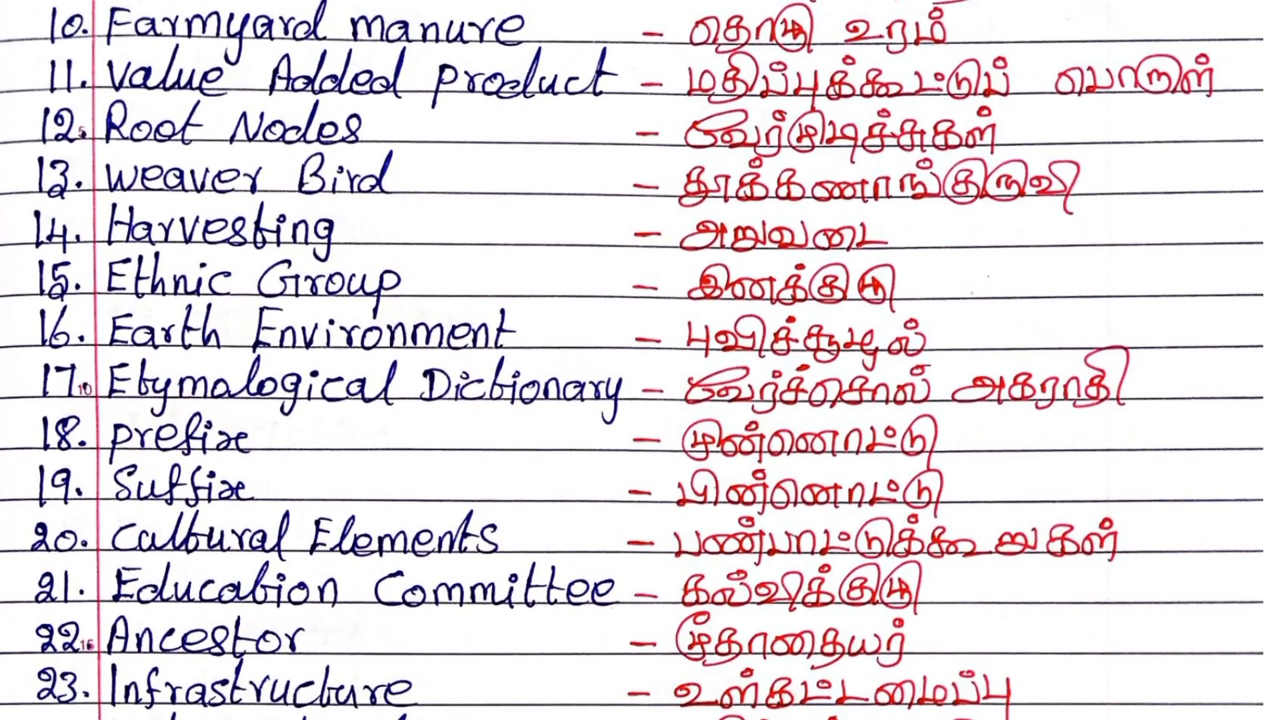 10. Farmyard manure - தொழு உரம்
11. Value Added product - மதிப்புக்கூட்டுப் பொருள்
12. Root Nodes - வேர்முடிச்சுகள்
13. Weaver Bird - தூக்கணாங்குருவி
14. Harvesting - அறுவடை
15. Ethnic Group - இனக்குழு
16. Earth Environment - புவிச்சூழல்
17. Etymalogical Dictionary - வேர்ச்சொல் அகராதி
18. prefix - முன்னொட்டு
19. Suffix - பின்னொட்டு
20. Caltural Elements - பண்பாட்டுக்கூறுகள்
21. Education Committee - கல்விக்குழு
22. Ancestor - மூதாதையர்
23. Infrastructure - உள்கட்டமைப்பு